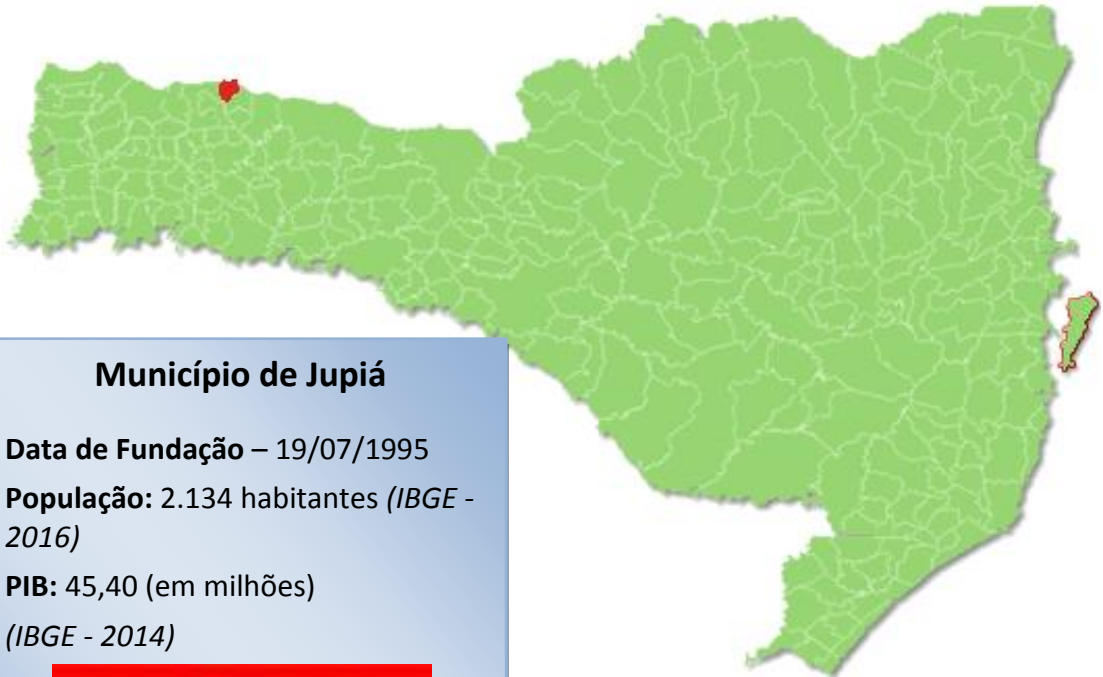 Município de Jupiá
Data de Fundação – 19/07/1995
População: 2.134 habitantes (IBGE -
2016)
PIB: 45,40 (em milhões)
(IBGE - 2014)